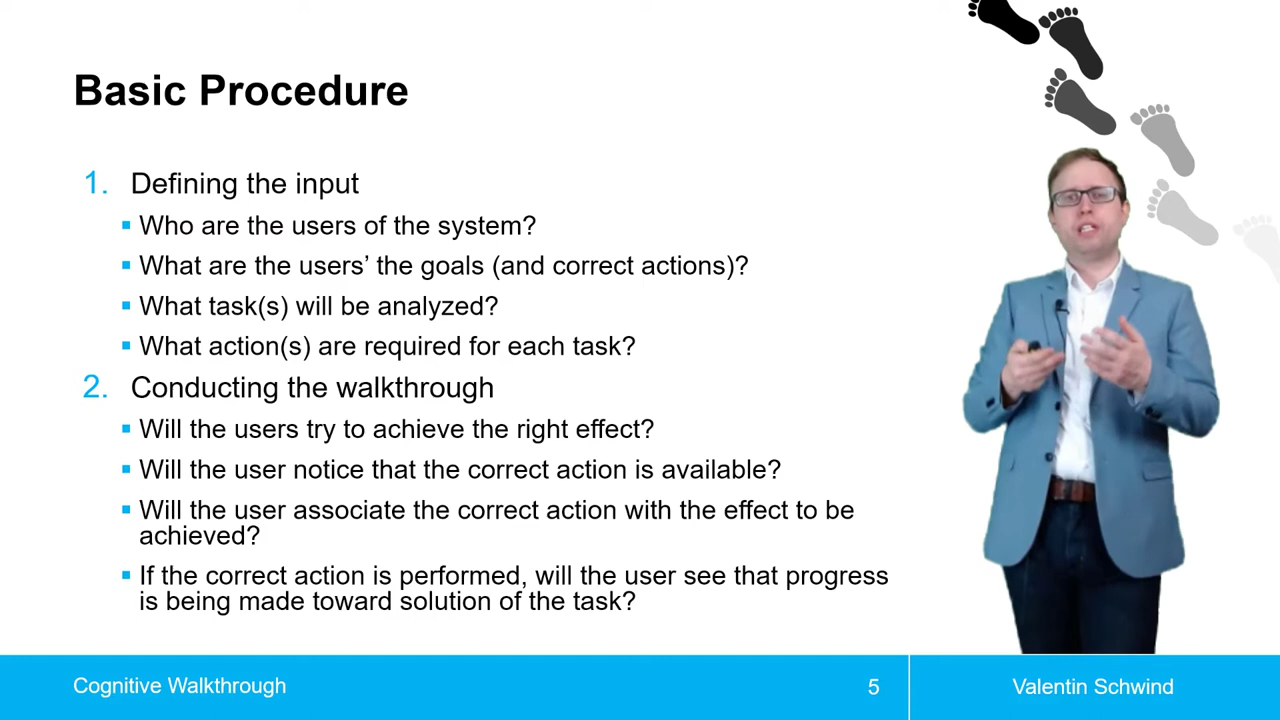 Basic Procedure
1. Defining the input
▪ Who are the users of the system?
▪ What are the users’ the goals (and correct actions)?
▪ What task(s) will be analyzed?
▪ What action(s) are required for each task?
2. Conducting the walkthrough
▪ Will the users try to achieve the right effect?
▪ Will the user notice that the correct action is available?
▪ Will the user associate the correct action with the effect to be
achieved?
▪ If the correct action is performed, will the user see that progress
is being made toward solution of the task?
Cognitive Walkthrough
5
Valentin Schwind